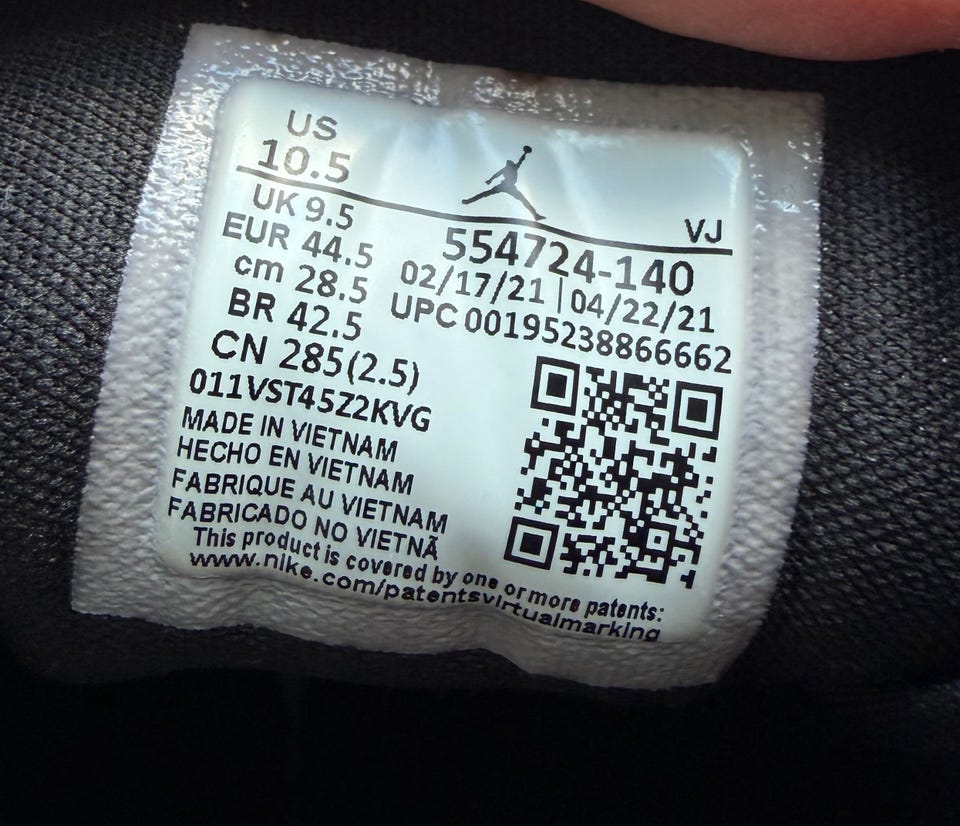 US
10.5
VJ
UK 9.5
EUR 44.5
cm 28.5
BR 42.5
CN 285(2.5)
554724-140
02/17/21 | 04/22/21
UPC 00195238866662
011VST45Z2KVG
MADE IN VIETNAM
HECHO EN VIETNAM
FABRIQUE AU VIETNAM
FABRICADO NO VIETNÃ
This product is covered by one or more patents:
www.nike.com/patentsvirtualmarking